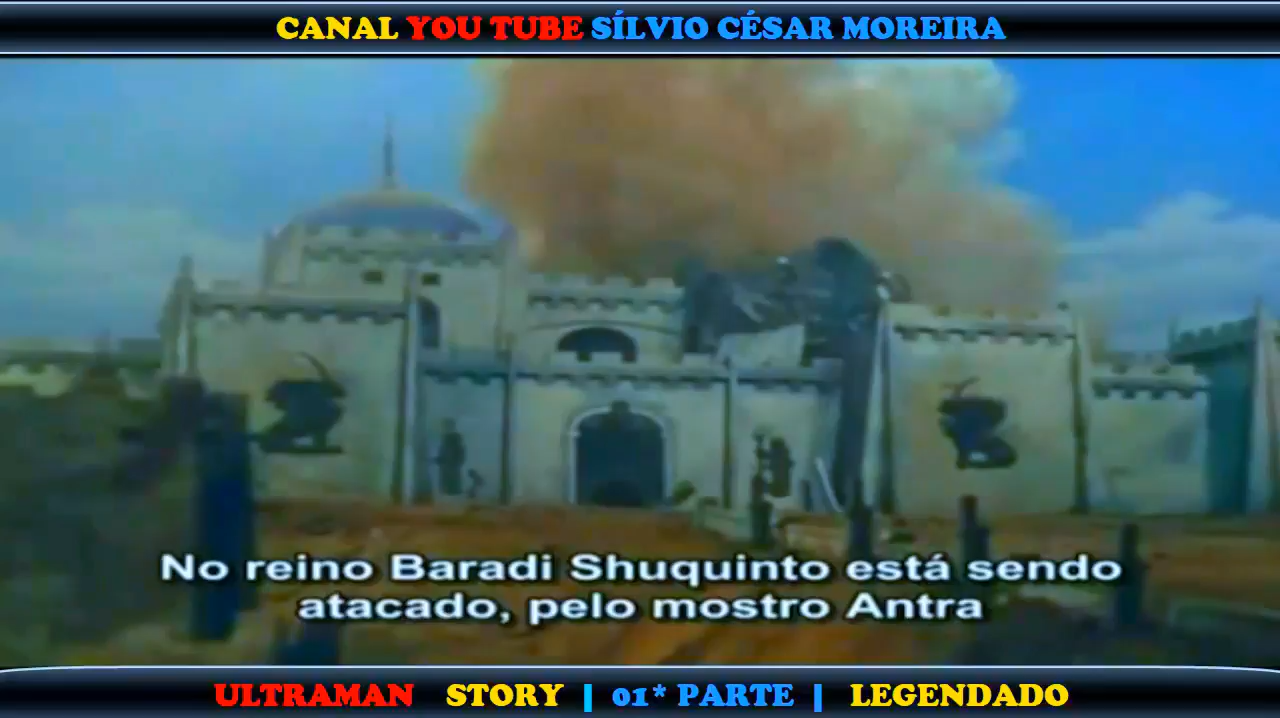 CANAL YOU TUBE SÍLVIO CÉSAR MOREIRA
No reino Baradi Shuquinto está sendo
atacado, pelo mostro Antra
ULTRAMAN STORY | 01* PARTE | LEGENDADO